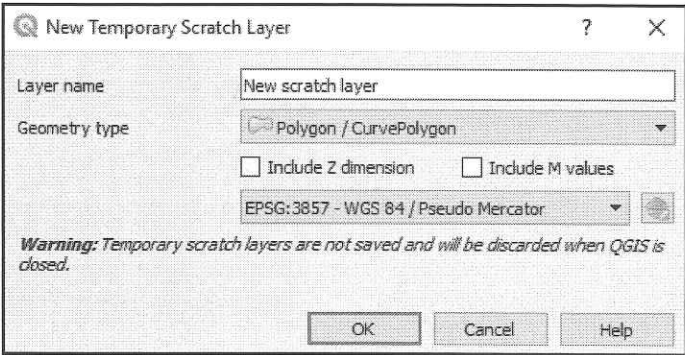 New Temporary Scratch Layer ?
Layer name New scratch layer
Geometry type Polygon / CurvePolygon
Include Z dimension Include M values
EPSG:3857 - WGS 84 / Pseudo Mercator
Warning: Temporary scratch layers are not saved and will be discarded when QGIS is
closed.
OK Cancel Help